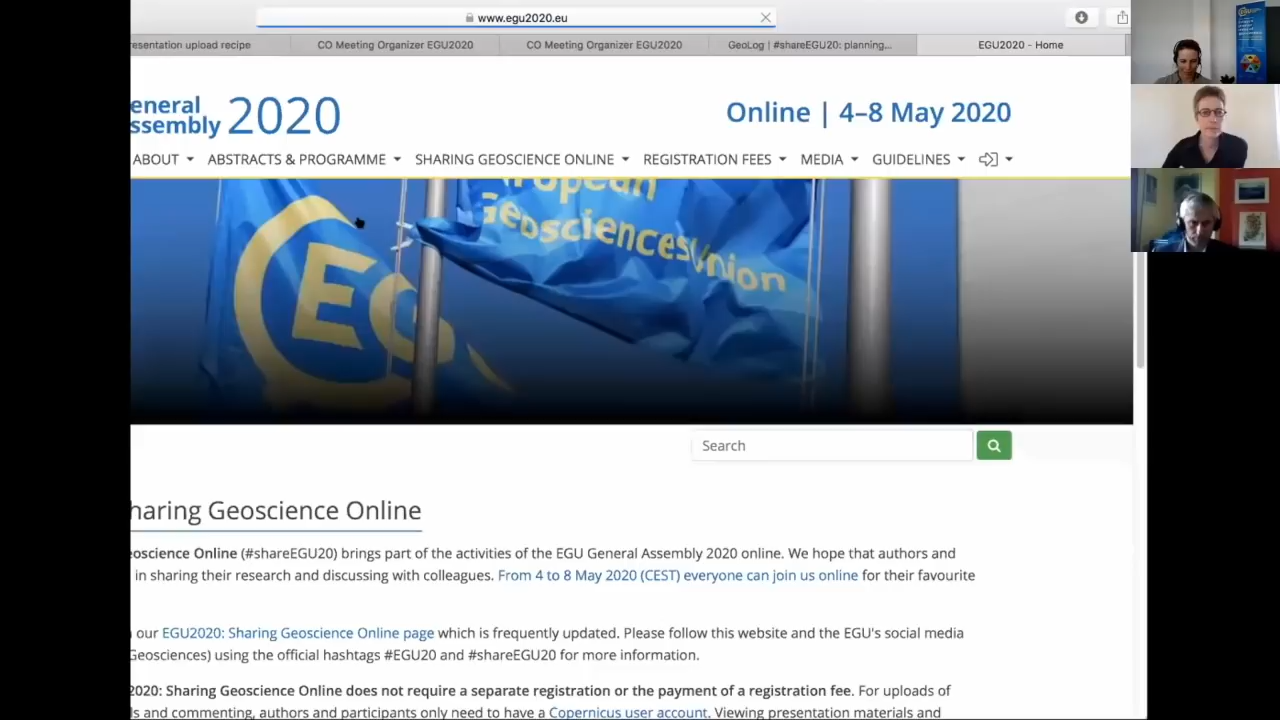 www.egu2020.eu
esentation upload recipe
CO Meeting Organizer EGU2020
CO Meeting Organizer EGU2020
GeoLog | #shareEGU20: planning...
EGU2020 - Home
eneral
ssembly 2020
Online | 4–8 May 2020
ABOUT
ABSTRACTS & PROGRAMME
SHARING GEOSCIENCE ONLINE
REGISTRATION FEES
MEDIA
GUIDELINES
European
Geosciences Union
EGU
Search
haring Geoscience Online
oscience Online (#shareEGU20) brings part of the activities of the EGU General Assembly 2020 online. We hope that authors and
in sharing their research and discussing with colleagues. From 4 to 8 May 2020 (CEST) everyone can join us online for their favourite
our EGU2020: Sharing Geoscience Online page which is frequently updated. Please follow this website and the EGU's social media
Geosciences) using the official hashtags #EGU20 and #shareEGU20 for more information.
2020: Sharing Geoscience Online does not require a separate registration or the payment of a registration fee. For uploads of
ls and commenting, authors and participants only need to have a Copernicus user account. Viewing presentation materials and